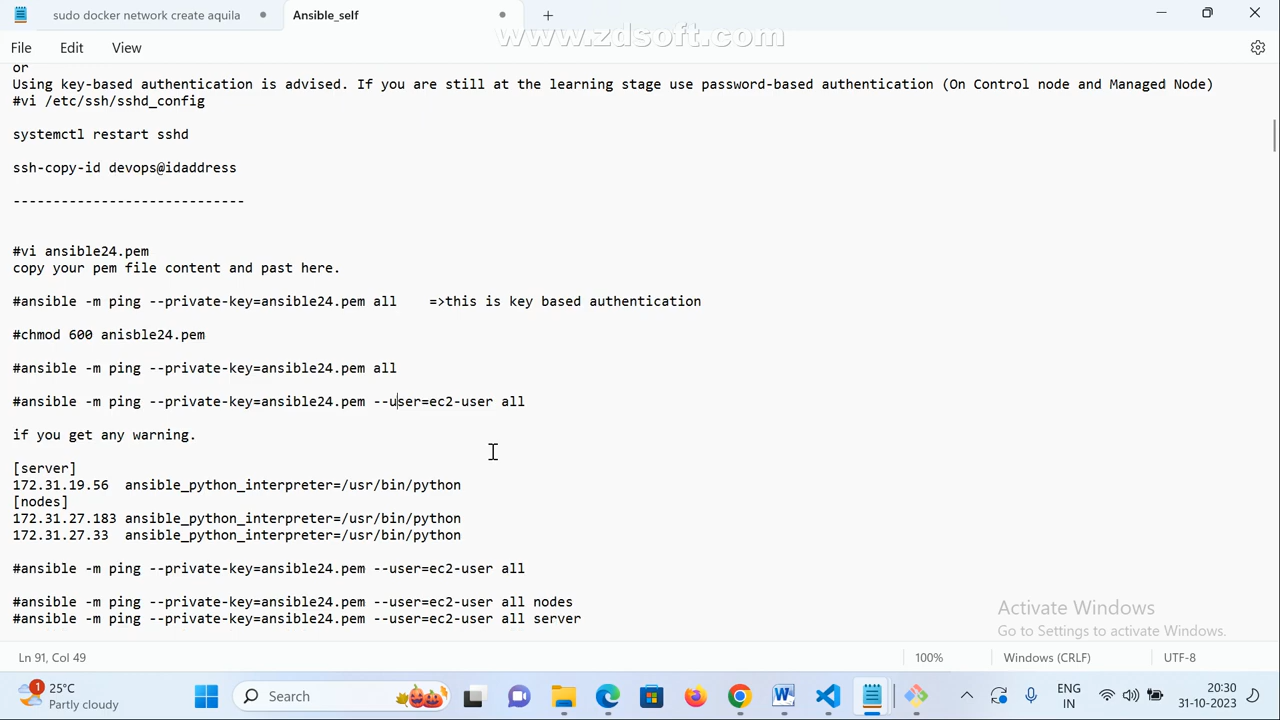 sudo docker network create aquila
Ansible_self
www.zdsoft.com
File Edit View
or
Using key-based authentication is advised. If you are still at the learning stage use password-based authentication (On Control node and Managed Node)
#vi /etc/ssh/sshd_config
systemctl restart sshd
ssh-copy-id devops@idaddress
-----------------------------
#vi ansible24.pem
copy your pem file content and past here.
#ansible -m ping --private-key=ansible24.pem all    =>this is key based authentication
#chmod 600 anisble24.pem
#ansible -m ping --private-key=ansible24.pem all
#ansible -m ping --private-key=ansible24.pem --user=ec2-user all
if you get any warning.
[server]
172.31.19.56  ansible_python_interpreter=/usr/bin/python
[nodes]
172.31.27.183 ansible_python_interpreter=/usr/bin/python
172.31.27.33  ansible_python_interpreter=/usr/bin/python
#ansible -m ping --private-key=ansible24.pem --user=ec2-user all
#ansible -m ping --private-key=ansible24.pem --user=ec2-user all nodes
#ansible -m ping --private-key=ansible24.pem --user=ec2-user all server
Activate Windows
Go to Settings to activate Windows.
Ln 91, Col 49
100%
Windows (CRLF)
UTF-8
1
25°C
Partly cloudy
Search
ENG
IN
20:30
31-10-2023